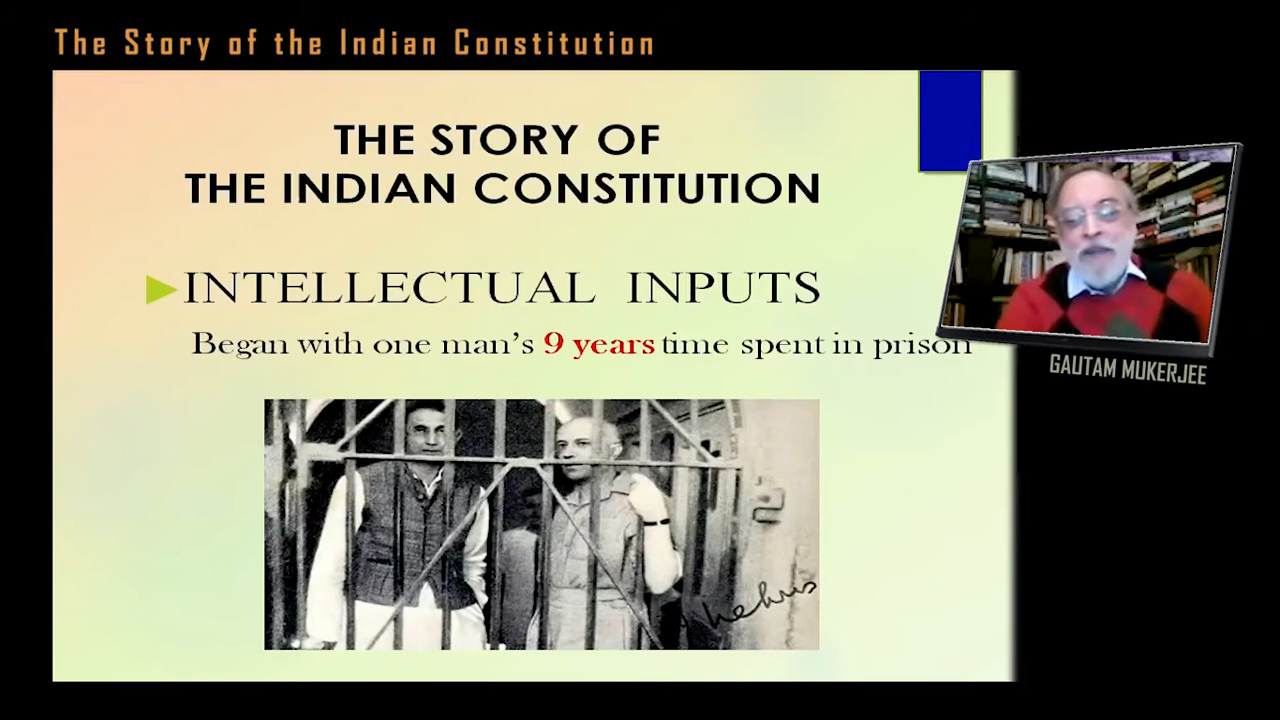 The Story of the Indian Constitution
THE STORY OF
THE INDIAN CONSTITUTION
INTELLECTUAL INPUTS
Began with one man's 9 years time spent in prison
GAUTAM MUKERJEE